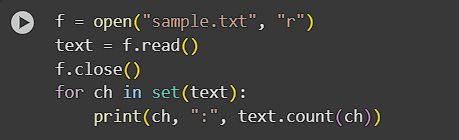 f = open("sample.txt", "r")
text = f.read()
f.close()
for ch in set(text):
    print(ch, ":", text.count(ch))